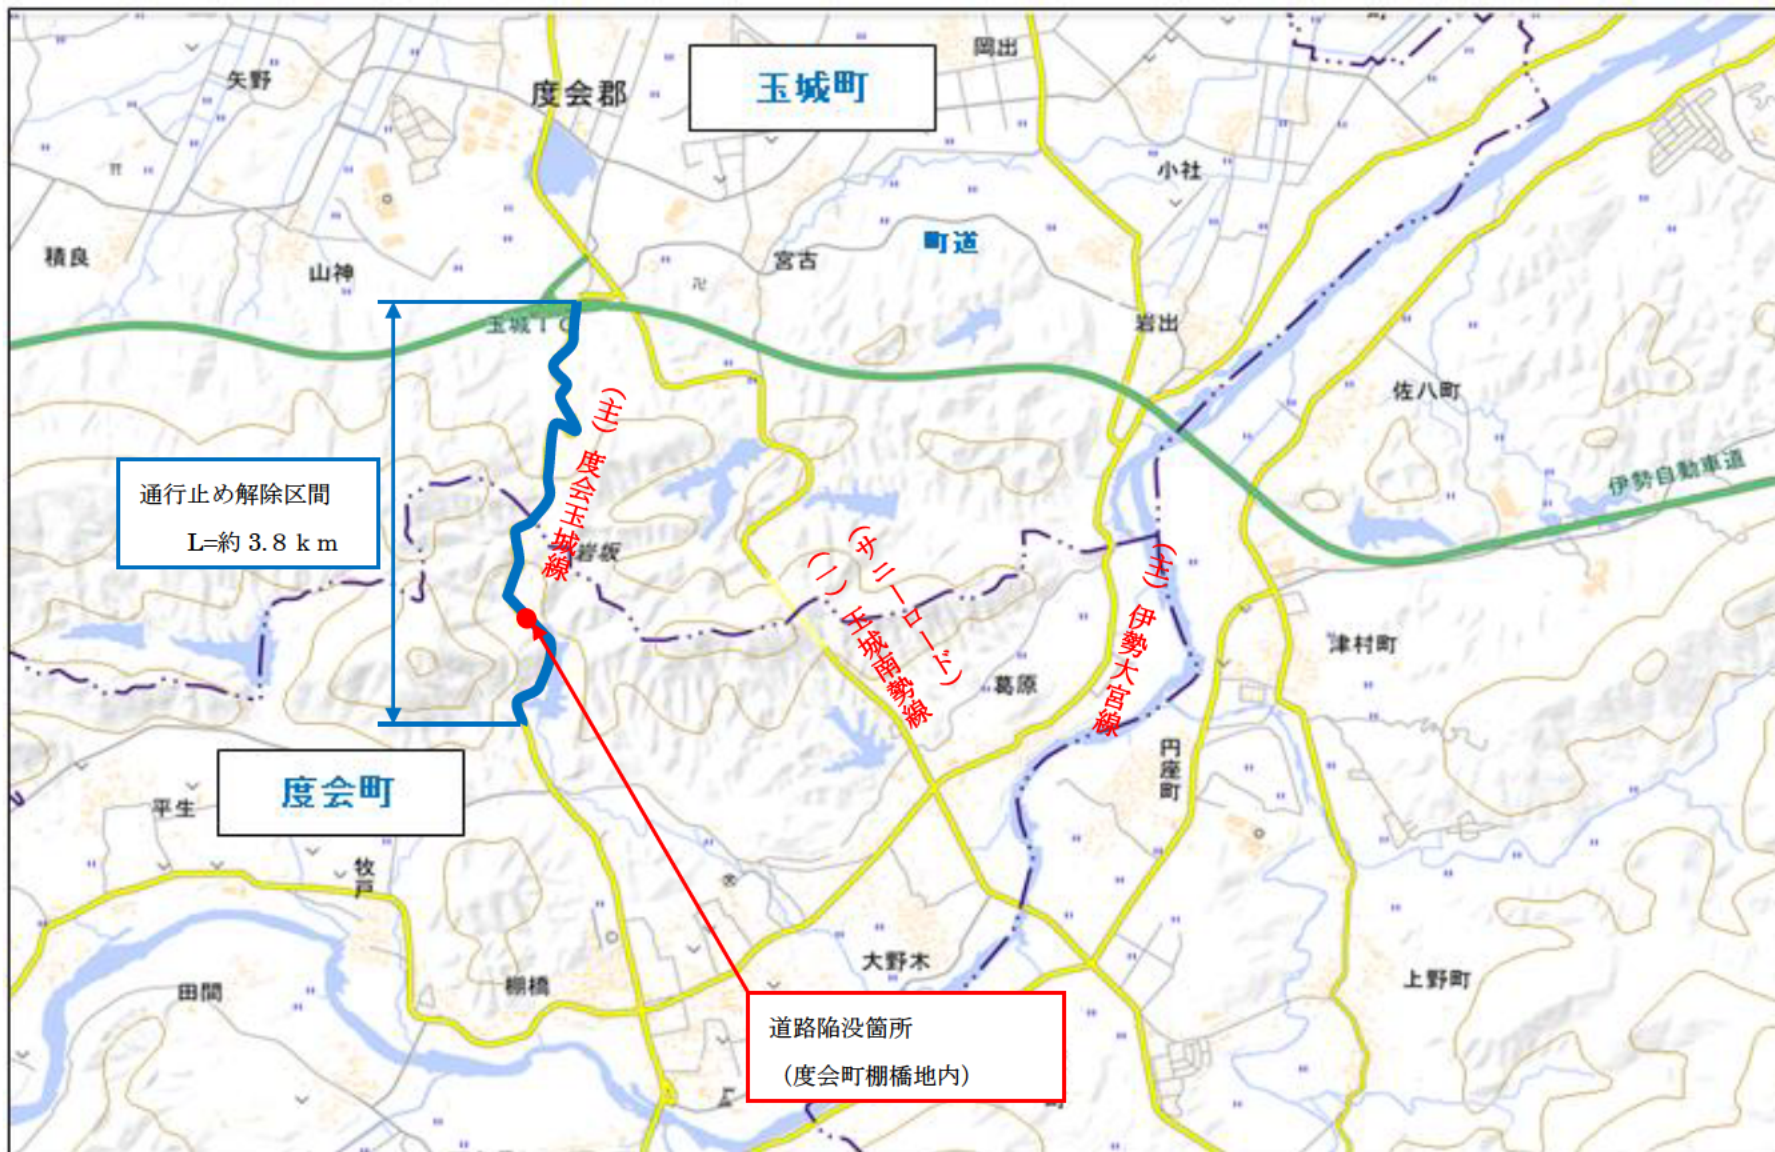 岡出
矢野
度会郡
玉城町
小社
町道
積良
山神
宮古
玉城IC
岩出
佐八町
(主) 度会玉城線
伊勢自動車道
通行止め解除区間
L=約3.8km
岩坂
(サニーロード)
(一) 玉城南勢線
(主) 伊勢大宮線
津村町
葛原
円座町
度会町
平生
牧戸
大野木
上野町
田間
棚橋
道路陥没箇所
(度会町棚橋地内)